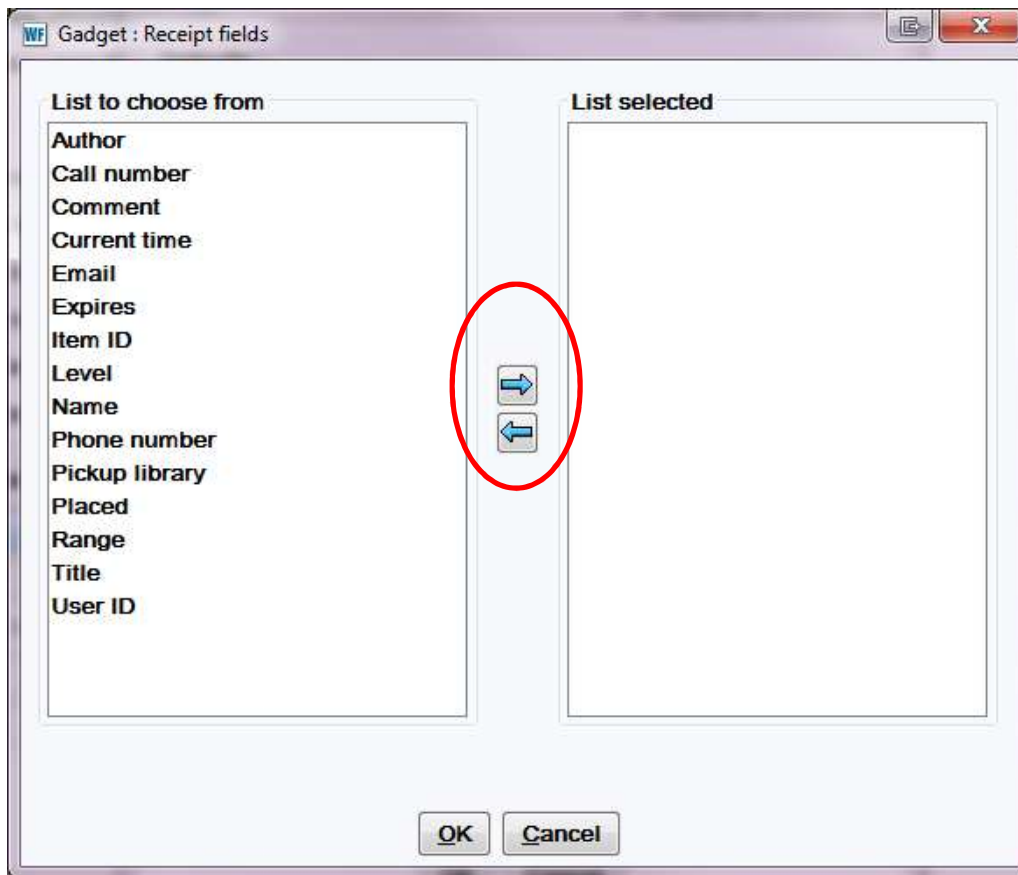 WF Gadget : Receipt fields
List to choose from
Author
Call number
Comment
Current time
Email
Expires
Item ID
Level
Name
Phone number
Pickup library
Placed
Range
Title
User ID
List selected
OK Cancel